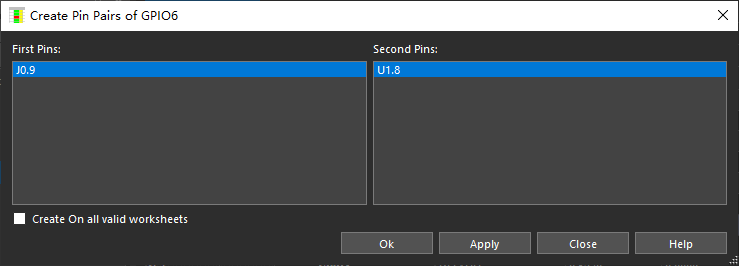 Create Pin Pairs of GPIO6
First Pins:
Second Pins:
J0.9
U1.8
Create On all valid worksheets
Ok
Apply
Close
Help